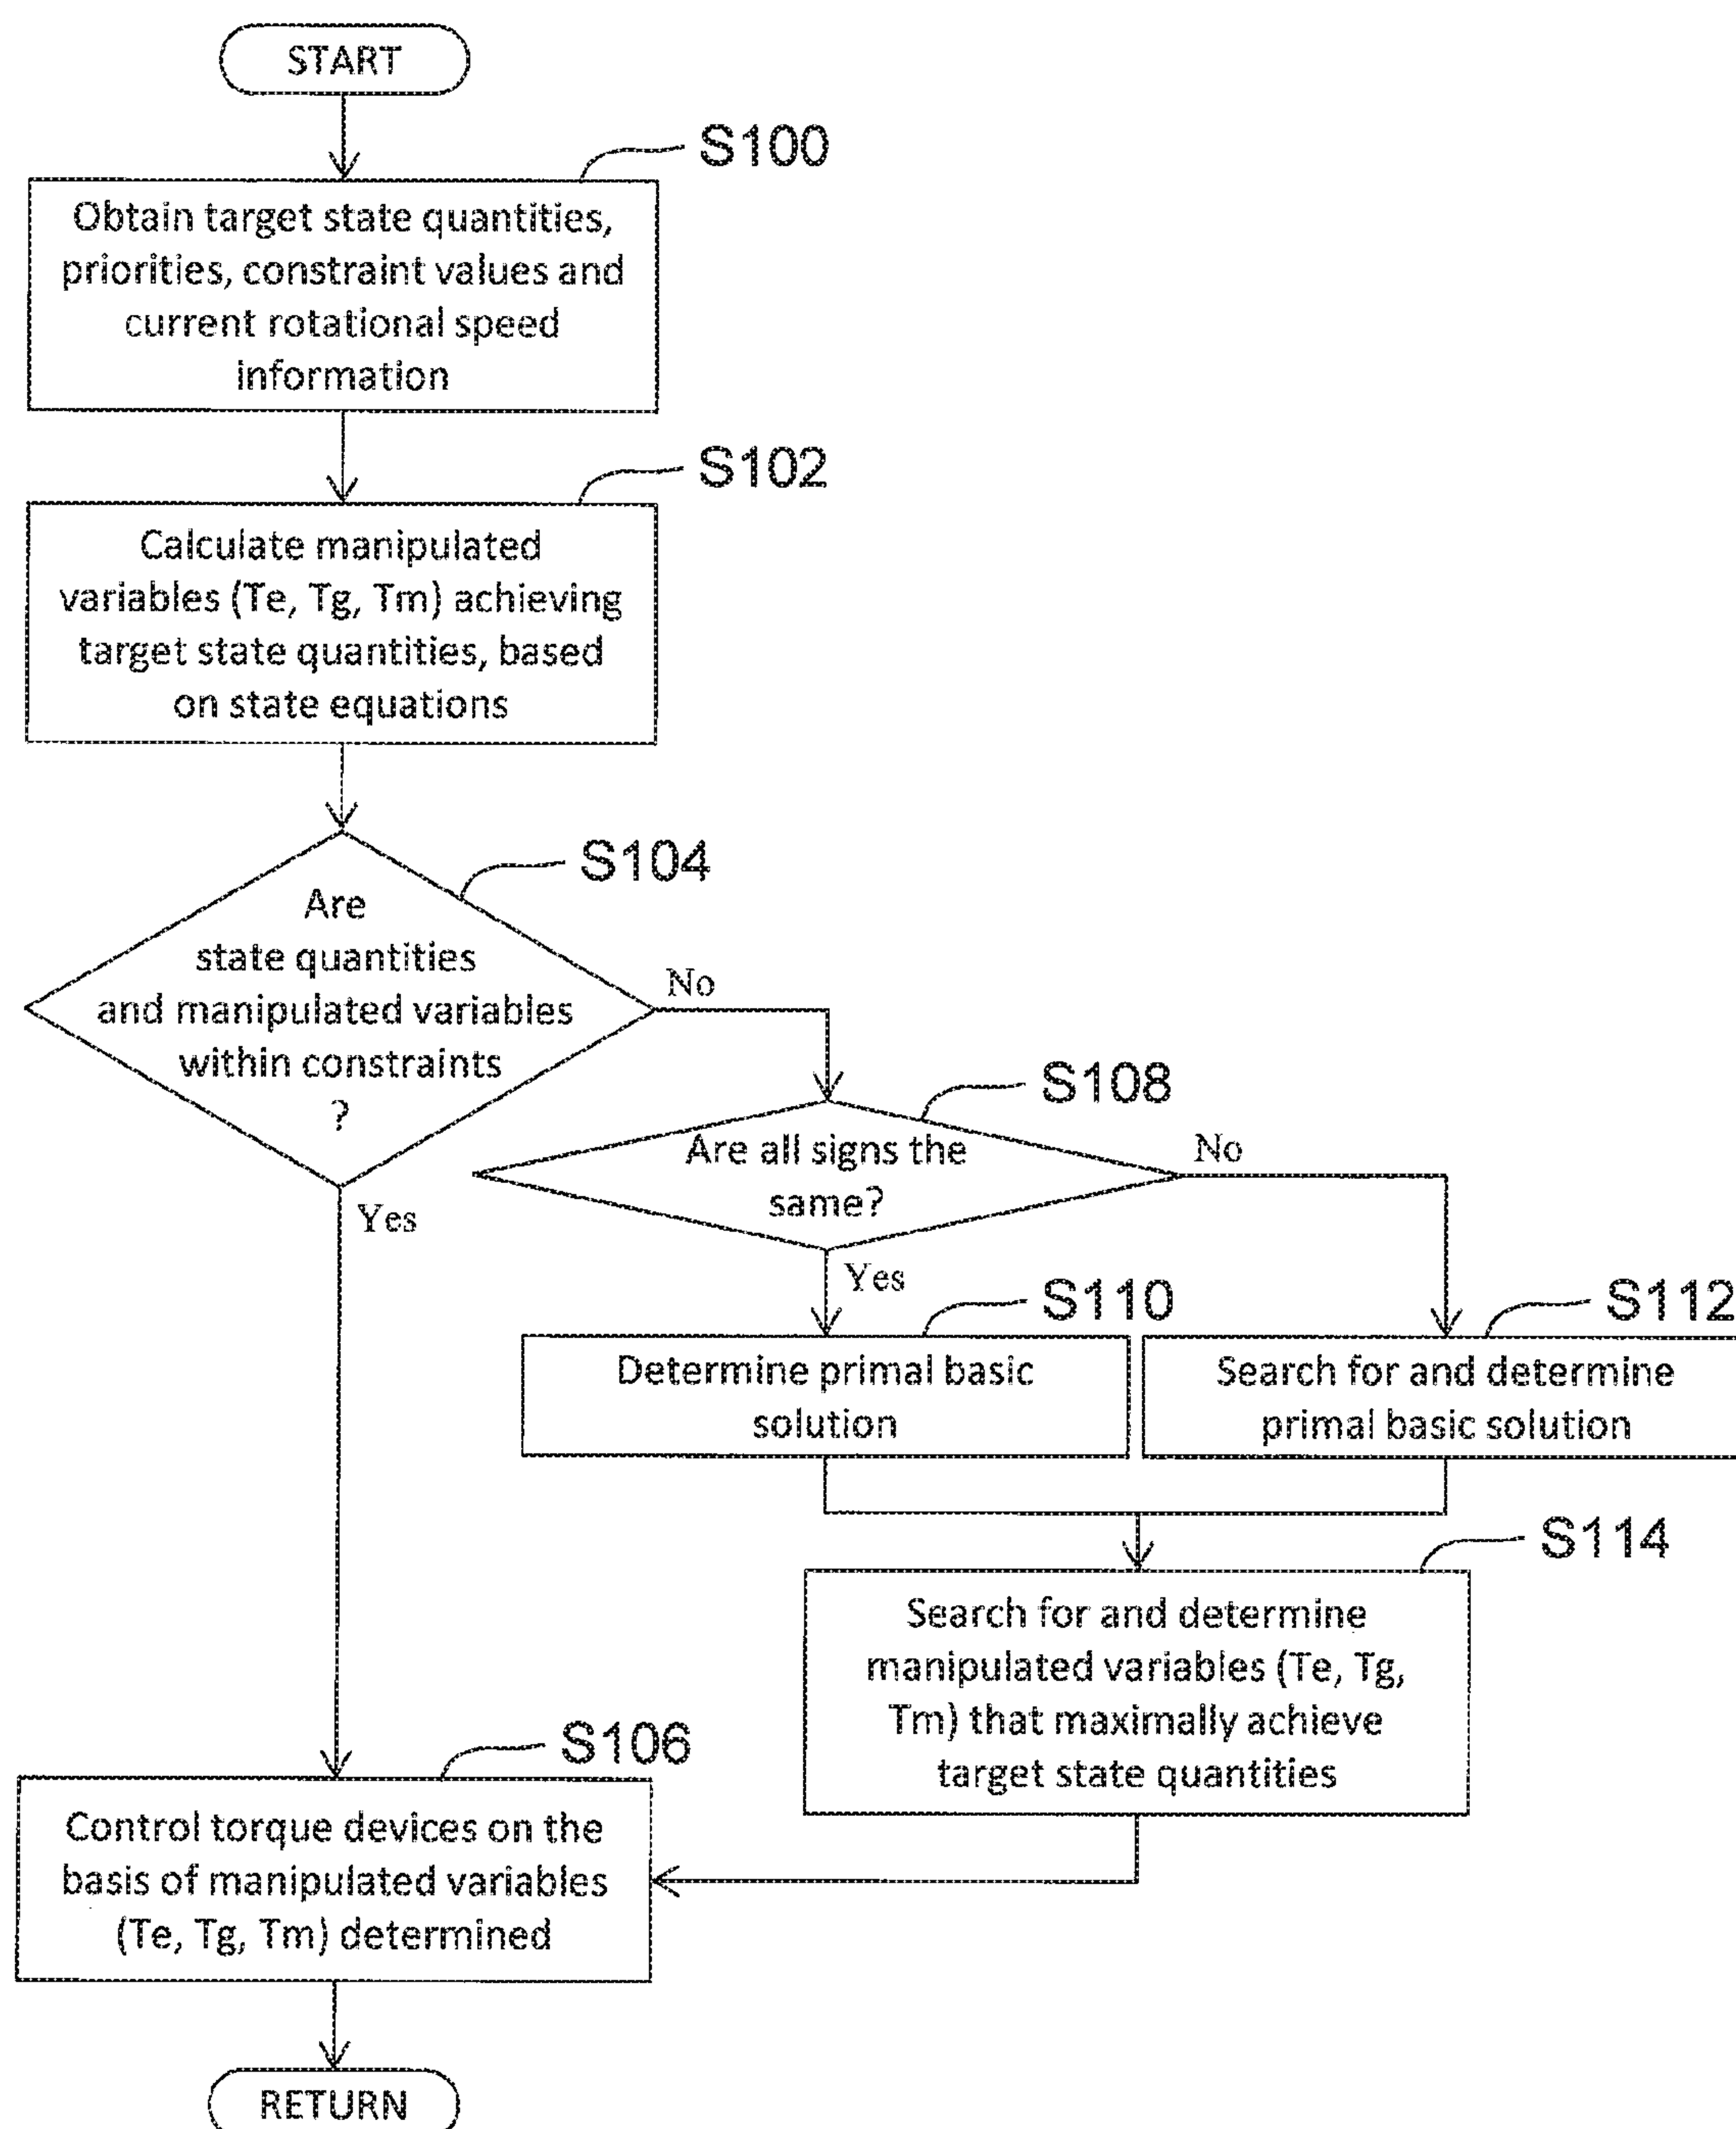 START
S100
Obtain target state quantities,
priorities, constraint values and
current rotational speed
information
S102
Calculate manipulated
variables (Te, Tg, Tm) achieving
target state quantities, based
on state equations
S104
Are
state quantities
and manipulated variables
within constraints
?
No
Yes
S108
Are all signs the
same?
No
Yes
S110
Determine primal basic
solution
S112
Search for and determine
primal basic solution
S114
Search for and determine
manipulated variables (Te, Tg,
Tm) that maximally achieve
target state quantities
S106
Control torque devices on the
basis of manipulated variables
(Te, Tg, Tm) determined
RETURN